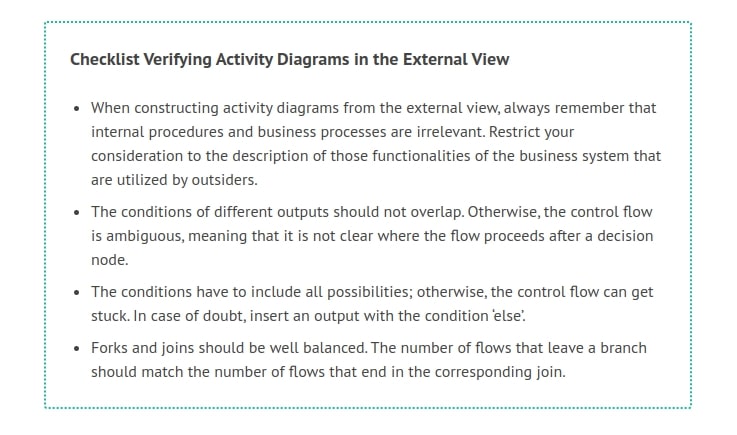 Checklist Verifying Activity Diagrams in the External View
• When constructing activity diagrams from the external view, always remember that
internal procedures and business processes are irrelevant. Restrict your
consideration to the description of those functionalities of the business system that
are utilized by outsiders.
• The conditions of different outputs should not overlap. Otherwise, the control flow
is ambiguous, meaning that it is not clear where the flow proceeds after a decision
node.
• The conditions have to include all possibilities; otherwise, the control flow can get
stuck. In case of doubt, insert an output with the condition ‘else’.
• Forks and joins should be well balanced. The number of flows that leave a branch
should match the number of flows that end in the corresponding join.